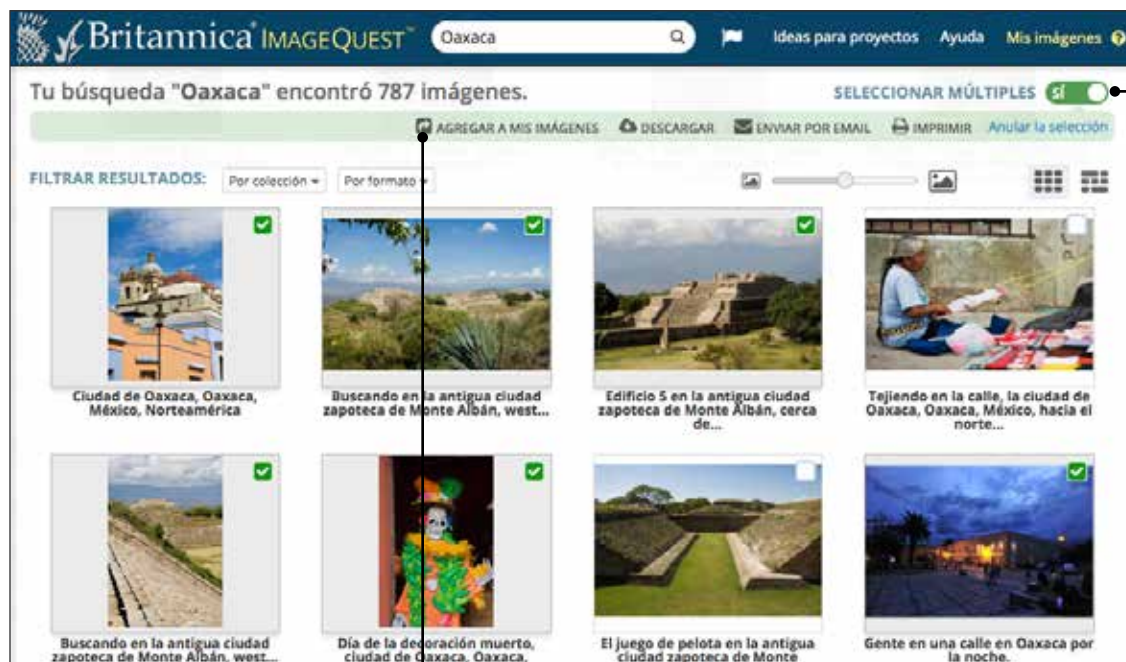 Britannica® IMAGEQUEST™ Oaxaca Ideas para proyectos Ayuda Mis imágenes ?
Tu búsqueda "Oaxaca" encontró 787 imágenes. SELECCIONAR MÚLTIPLES SÍ
AGREGAR A MIS IMÁGENES DESCARGAR ENVIAR POR EMAIL IMPRIMIR Anular la selección
FILTRAR RESULTADOS: Por colección Por formato
Ciudad de Oaxaca, Oaxaca,
México, Norteamérica
Buscando en la antigua ciudad
zapoteca de Monte Albán, west...
Edificio 5 en la antigua ciudad
zapoteca de Monte Albán, cerca
de...
Tejiendo en la calle, la ciudad de
Oaxaca, Oaxaca, México, hacia el
norte...
Buscando en la antigua ciudad
zapoteca de Monte Albán, west...
Día de la decoración muerto,
ciudad de Oaxaca, Oaxaca,
El juego de pelota en la antigua
ciudad zapoteca de Monte
Gente en una calle en Oaxaca por
la noche.